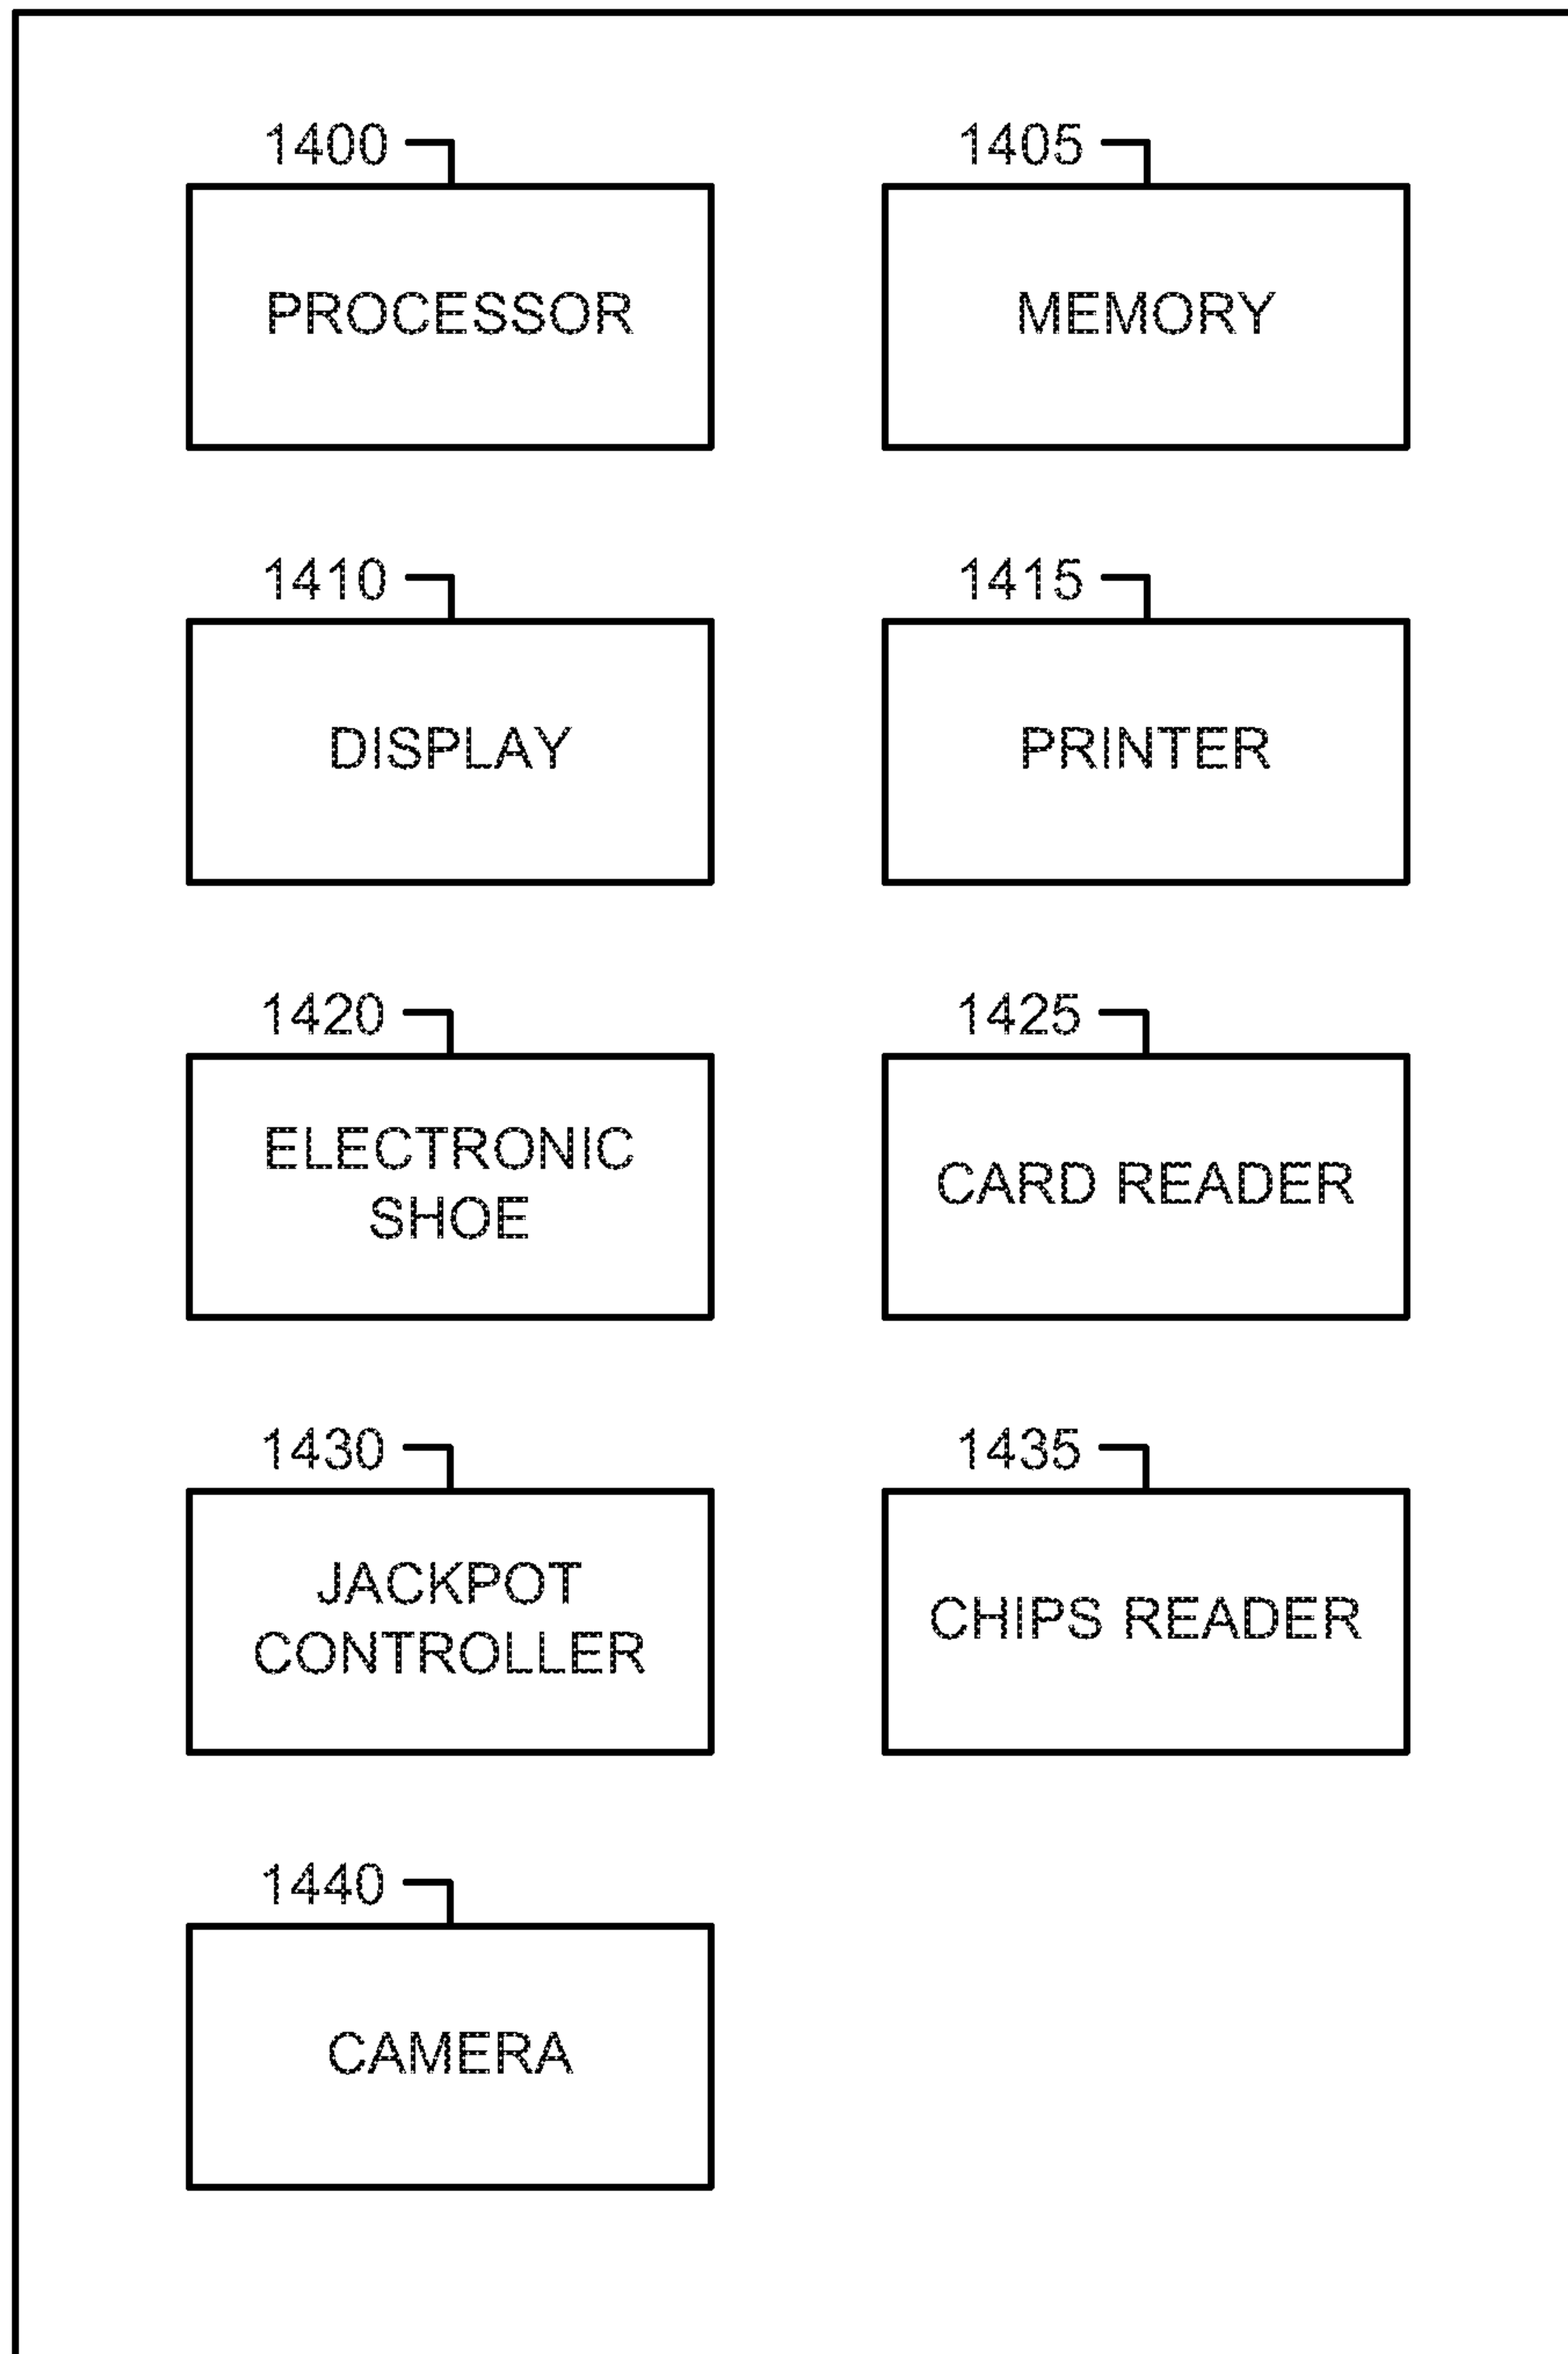 1400
PROCESSOR
1405
MEMORY
1410
DISPLAY
1415
PRINTER
1420
ELECTRONIC
SHOE
1425
CARD READER
1430
JACKPOT
CONTROLLER
1435
CHIPS READER
1440
CAMERA